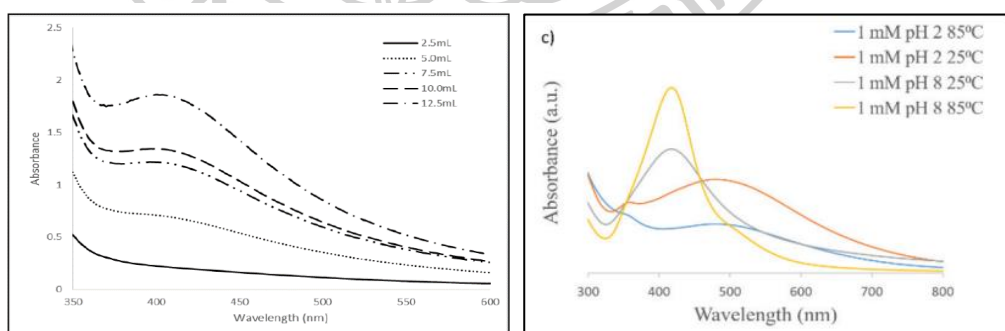 2.5
2
1.5
1
0.5
0
Absorbance
350 400 450 500 550 600
Wavelength (nm)
2.5mL
5.0mL
7.5mL
10.0mL
12.5mL
c)
1 mM pH 2 85ºC
1 mM pH 2 25ºC
1 mM pH 8 25ºC
1 mM pH 8 85ºC
Absorbance (a.u.)
300 400 500 600 700 800
Wavelength (nm)